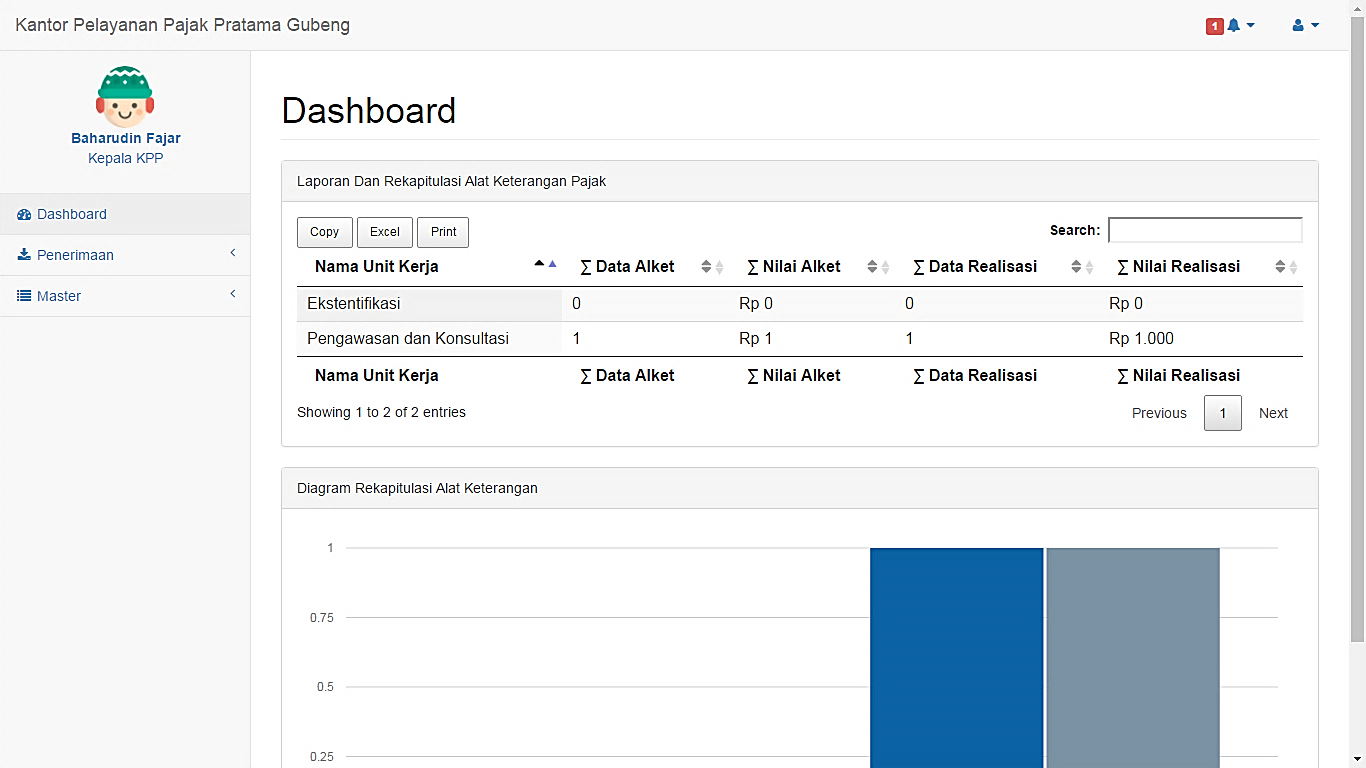 Kantor Pelayanan Pajak Pratama Gubeng
1
Baharudin Fajar
Kepala KPP
Dashboard
Penerimaan
Master
Dashboard
Laporan Dan Rekapitulasi Alat Keterangan Pajak
Copy Excel Print Search:
Nama Unit Kerja ∑ Data Alket ∑ Nilai Alket ∑ Data Realisasi ∑ Nilai Realisasi
Ekstentifikasi 0 Rp 0 0 Rp 0
Pengawasan dan Konsultasi 1 Rp 1 1 Rp 1.000
Nama Unit Kerja ∑ Data Alket ∑ Nilai Alket ∑ Data Realisasi ∑ Nilai Realisasi
Showing 1 to 2 of 2 entries Previous 1 Next
Diagram Rekapitulasi Alat Keterangan
1
0.75
0.5
0.25